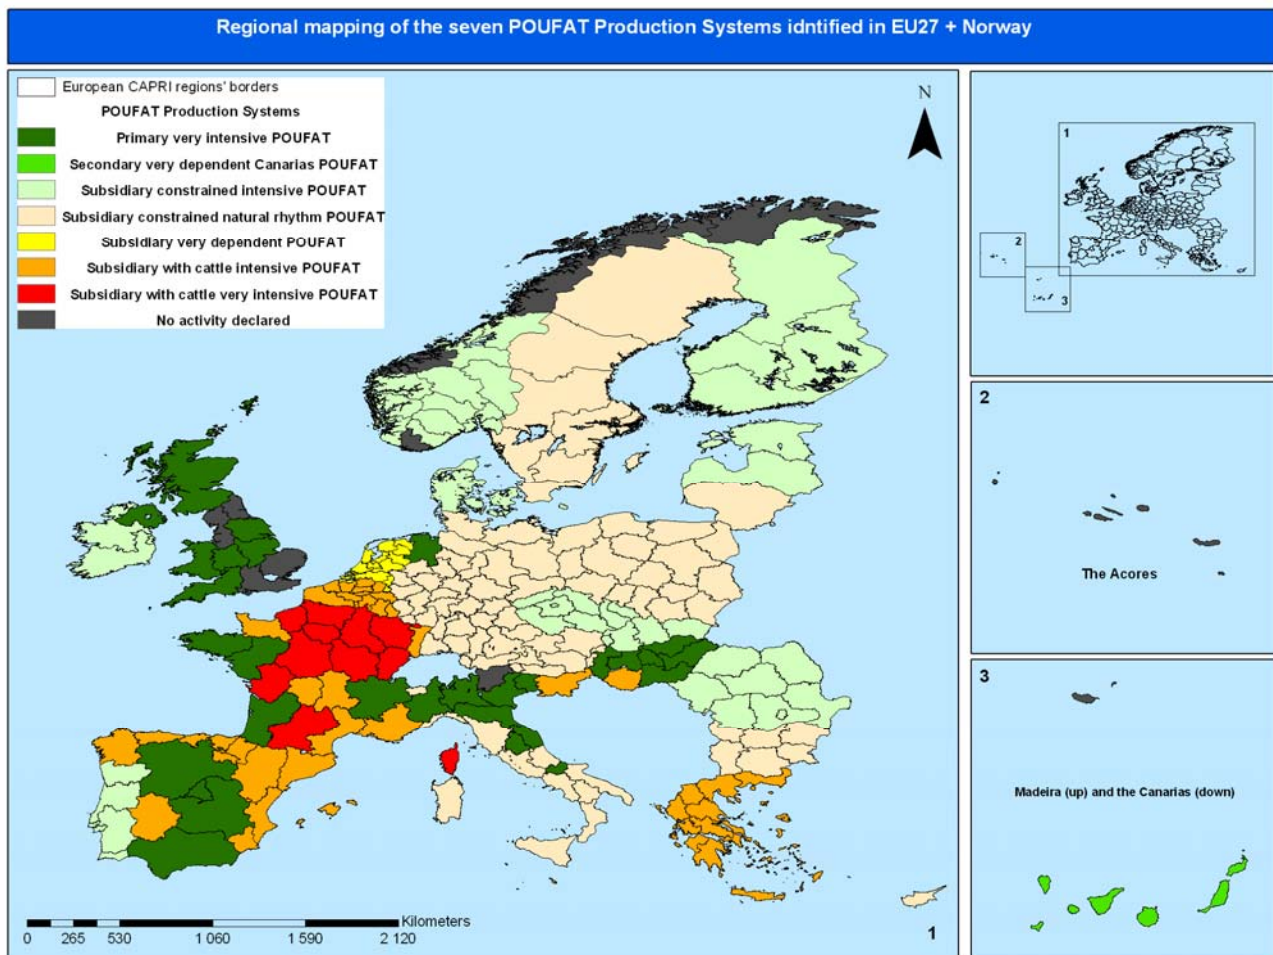 Regional mapping of the seven POUFAT Production Systems idntified in EU27 + Norway
European CAPRI regions' borders
POUFAT Production Systems
Primary very intensive POUFAT
Secondary very dependent Canarias POUFAT
Subsidiary constrained intensive POUFAT
Subsidiary constrained natural rhythm POUFAT
Subsidiary very dependent POUFAT
Subsidiary with cattle intensive POUFAT
Subsidiary with cattle very intensive POUFAT
No activity declared
N
Kilometers
0 265 530 1 060 1 590 2 120
1
1
2
3
2
The Acores
3
Madeira (up) and the Canarias (down)